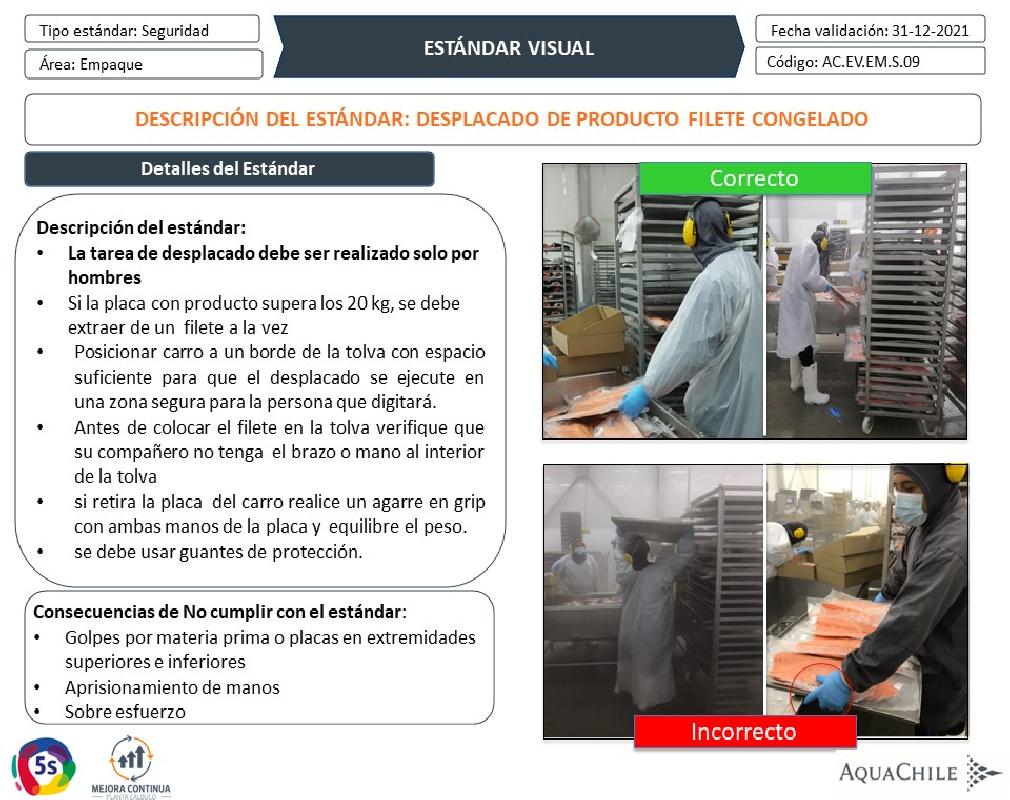 Tipo estándar: Seguridad
Área: Empaque
ESTÁNDAR VISUAL
Fecha validación: 31-12-2021
Código: AC.EV.EM.S.09
DESCRIPCIÓN DEL ESTÁNDAR: DESPLACADO DE PRODUCTO FILETE CONGELADO
Detalles del Estándar
Descripción del estándar:
• La tarea de desplacado debe ser realizado solo por
hombres
• Si la placa con producto supera los 20 kg, se debe
extraer de un filete a la vez
• Posicionar carro a un borde de la tolva con espacio
suficiente para que el desplacado se ejecute en
una zona segura para la persona que digitará.
• Antes de colocar el filete en la tolva verifique que
su compañero no tenga el brazo o mano al interior
de la tolva
• si retira la placa del carro realice un agarre en grip
con ambas manos de la placa y equilibre el peso.
• se debe usar guantes de protección.
Consecuencias de No cumplir con el estándar:
• Golpes por materia prima o placas en extremidades
superiores e inferiores
• Aprisionamiento de manos
• Sobre esfuerzo
Correcto
Incorrecto
5s
MEJORA CONTINUA
PLANTA CALBUCO
AQUACHILE